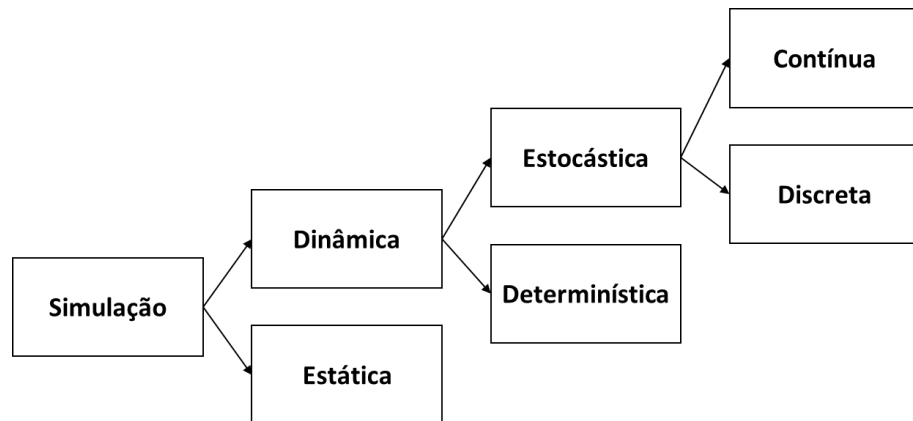 Simulação
Dinâmica
Estática
Estocástica
Determinística
Contínua
Discreta